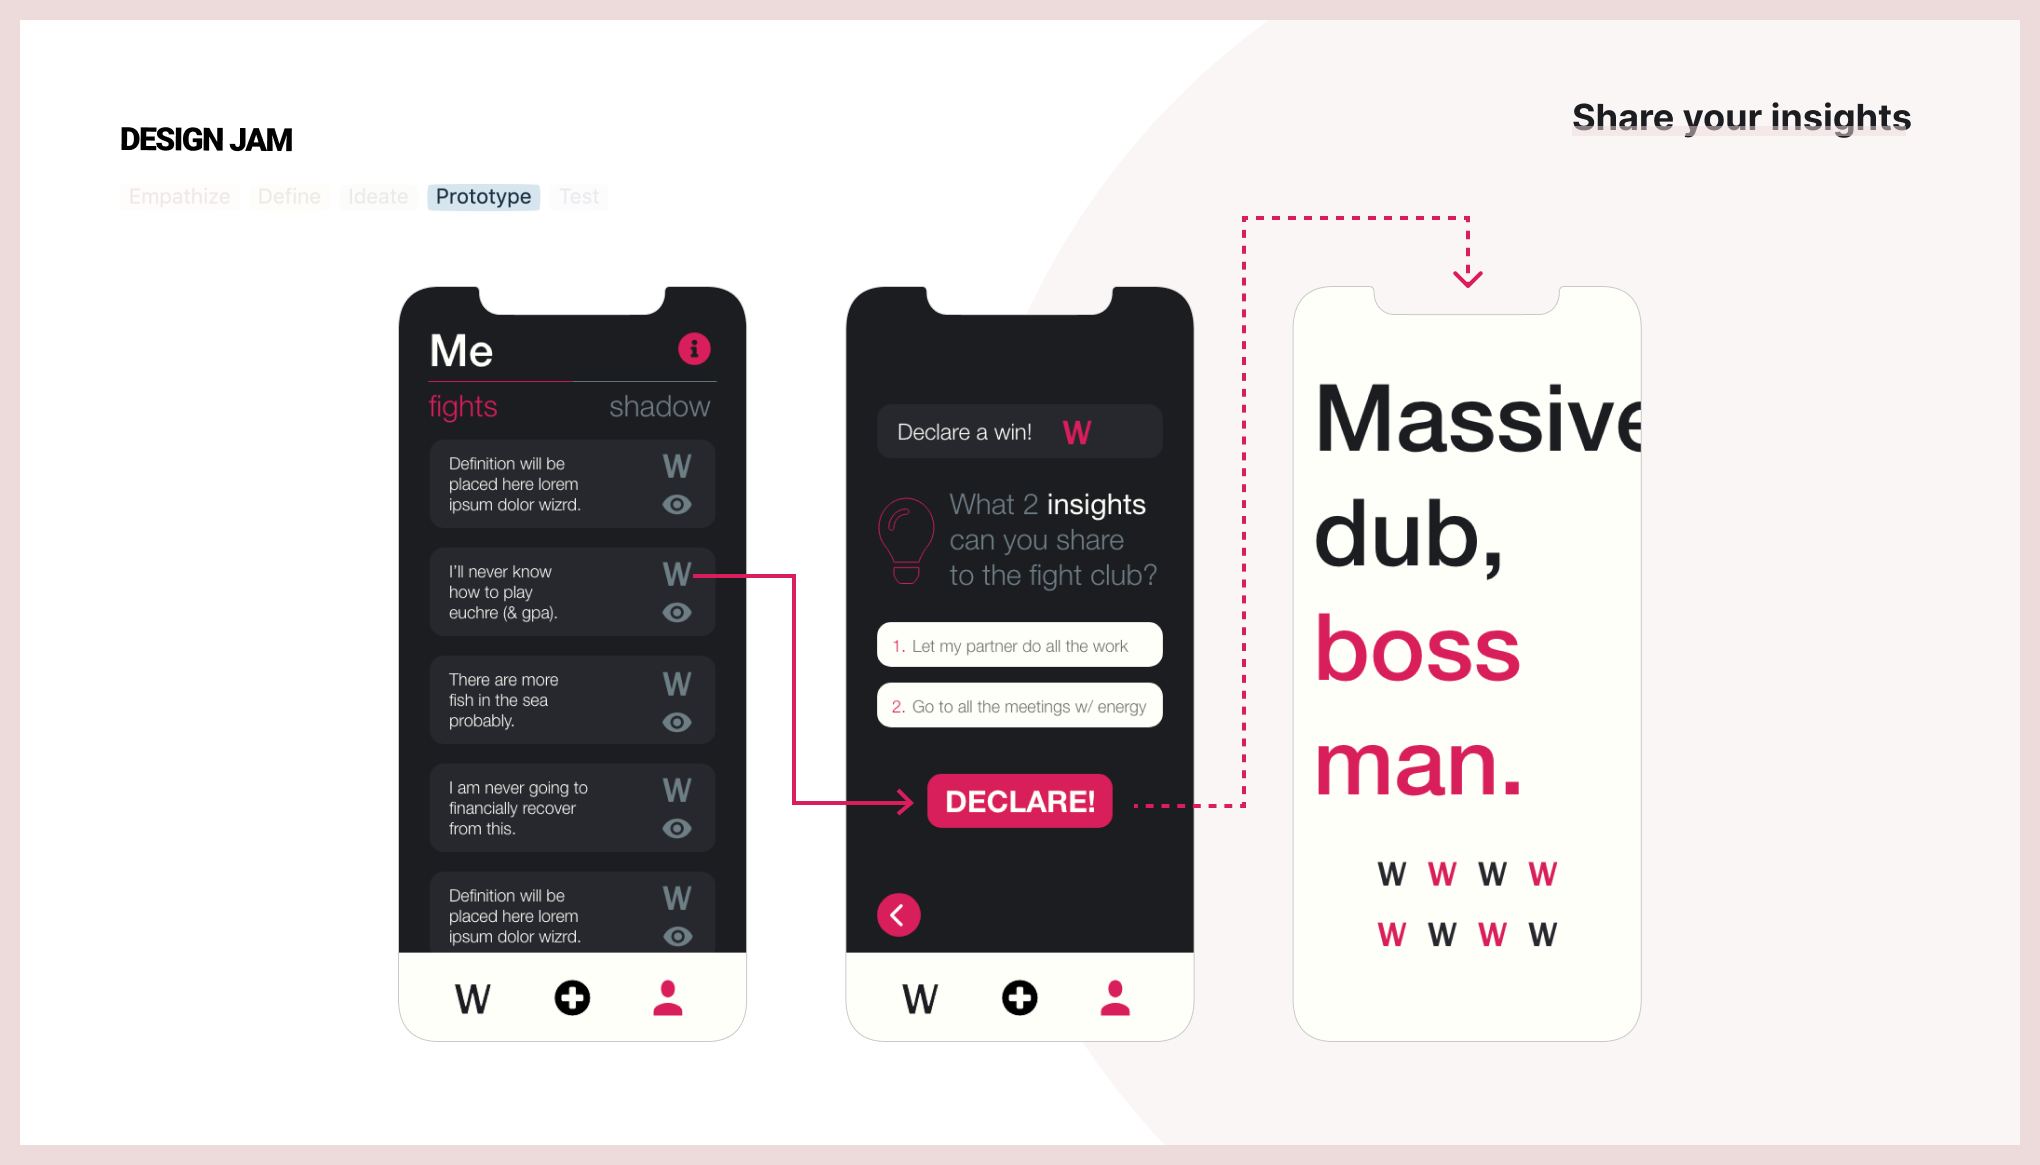 Share your insights
DESIGN JAM
Empathize Define Ideate Prototype Test
Me
fights shadow
Definition will be
placed here lorem
ipsum dolor wizrd.
W
I'll never know
how to play
euchre (& gpa).
W
There are more
fish in the sea
probably.
W
I am never going to
financially recover
from this.
W
Definition will be
placed here lorem
ipsum dolor wizrd.
W
W
Declare a win! W
What 2 insights
can you share
to the fight club?
1. Let my partner do all the work
2. Go to all the meetings w/ energy
DECLARE!
W
Massive
dub,
boss
man.
W W W W
W W W W